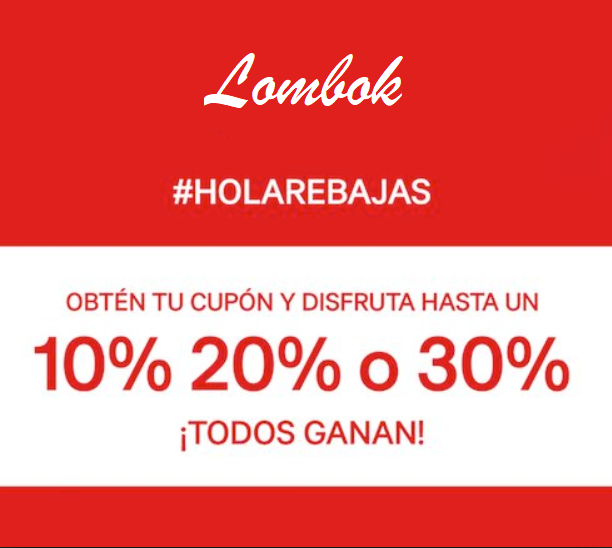 Lombok
#HOLAREBAJAS
OBTÉN TU CUPÓN Y DISFRUTA HASTA UN
10% 20% o 30%
¡TODOS GANAN!